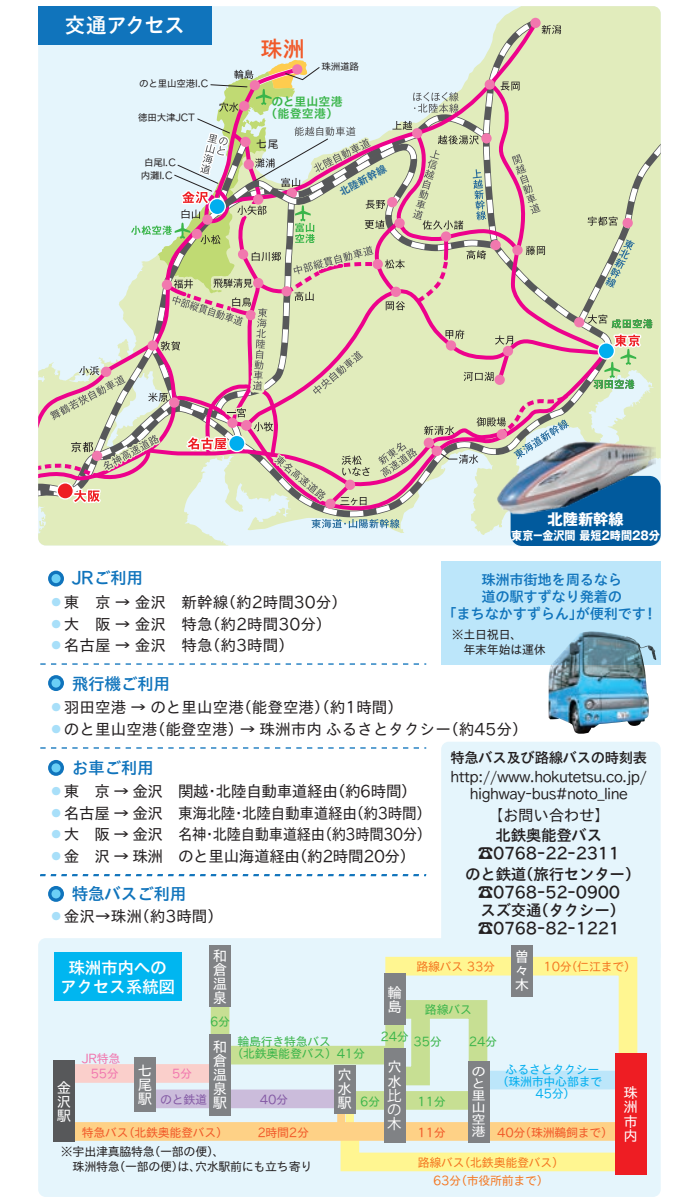 交通アクセス
新潟
珠洲
珠洲道路
輪島
のと里山空港I.C
のと里山空港
（能登空港）
長岡
ほくほく線
・北陸本線
穴水
徳田大津JCT
能越自動車道
上越
越後湯沢
のと
里山海道
七尾
灘浦
北陸自動車道
上信越自動車道
関越自動車道
白尾I.C
内灘I.C
富山
北陸新幹線
上越新幹線
金沢
小矢部
長野
白山
富山
空港
更埴
佐久小諸
宇都宮
小松空港
小松
東北新幹線
白川郷
中部縦貫自動車道
松本
高崎
藤岡
福井
飛騨清見
高山
岡谷
中部縦貫自動車道
白鳥
大宮
成田空港
東海北陸自動車道
甲府
大月
東京
敦賀
小浜
中央自動車道
河口湖
羽田空港
舞鶴若狭自動車道
米原
一宮
小牧
御殿場
新清水
東海道新幹線
京都
名神高速道路
名古屋
浜松
いなさ
新東名
高速道路
清水
東名高速道路
三ヶ日
大阪
東海道・山陽新幹線
北陸新幹線
東京ー金沢間 最短2時間28分
JRご利用
東　京 → 金沢　新幹線（約2時間30分）
大　阪 → 金沢　特急（約2時間30分）
名古屋 → 金沢　特急（約3時間）
珠洲市街地を周るなら
道の駅すずなり発着の
「まちなかすずらん」が便利です！
※土日祝日、
年末年始は運休
飛行機ご利用
羽田空港 → のと里山空港（能登空港）（約1時間）
のと里山空港（能登空港） → 珠洲市内 ふるさとタクシー（約45分）
お車ご利用
東　京 → 金沢　関越・北陸自動車道経由（約6時間）
名古屋 → 金沢　東海北陸・北陸自動車道経由（約3時間）
大　阪 → 金沢　名神・北陸自動車道経由（約3時間30分）
金　沢 → 珠洲　のと里山海道経由（約2時間20分）
特急バスご利用
金沢→珠洲（約3時間）
特急バス及び路線バスの時刻表
http://www.hokutetsu.co.jp/
highway-bus#noto_line
【お問い合わせ】
北鉄奥能登バス
☎0768-22-2311
のと鉄道（旅行センター）
☎0768-52-0900
スズ交通（タクシー）
☎0768-82-1221
珠洲市内への
アクセス系統図
和倉温泉
路線バス 33分
曽々木
10分（仁江まで）
輪島
路線バス
6分
輪島行き特急バス
（北鉄奥能登バス）41分
24分
35分
24分
JR特急
55分
七尾駅
5分
和倉温泉駅
穴水駅
穴水此の木
のと里山空港
ふるさとタクシー
（珠洲市中心部まで
45分）
金沢駅
のと鉄道
40分
6分
11分
珠洲市内
特急バス（北鉄奥能登バス）
2時間2分
11分
40分（珠洲鵜飼まで）
※宇出津真脇特急（一部の便）、
珠洲特急（一部の便）は、穴水駅前にも立ち寄り
路線バス（北鉄奥能登バス）
63分（市役所前まで）